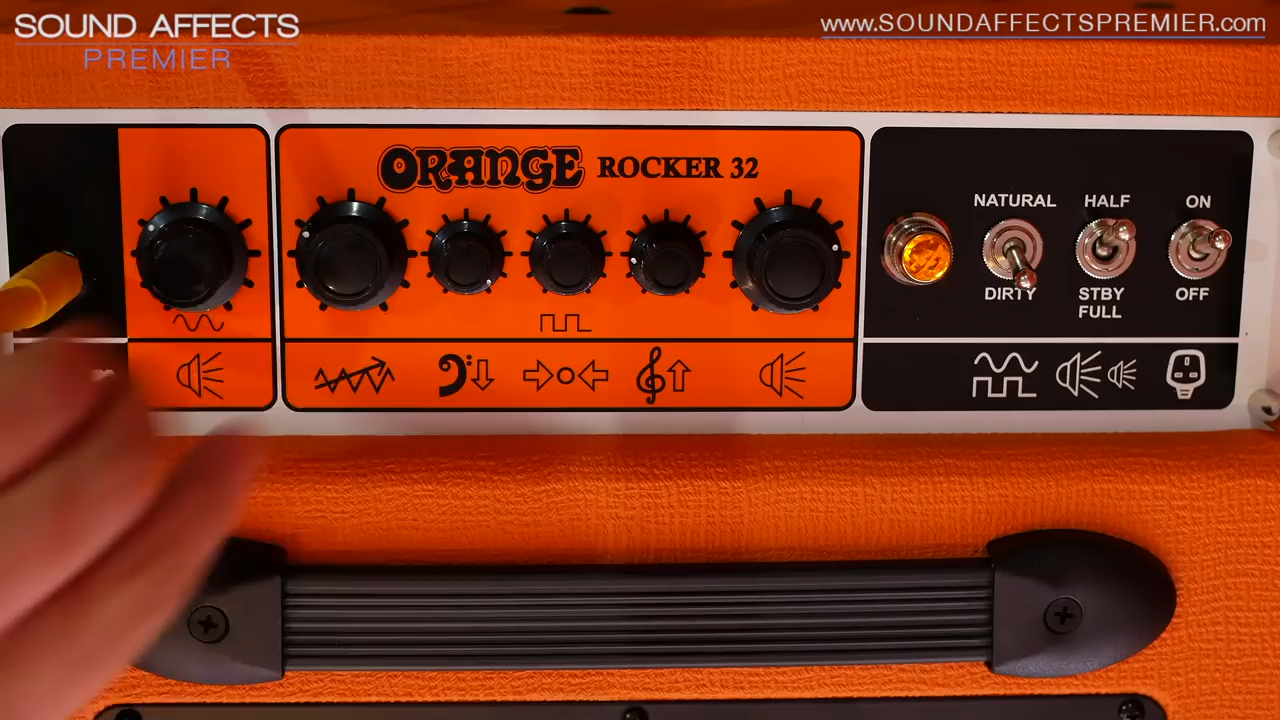 SOUND AFFECTS
PREMIER
www.SOUNDAFFECTSPREMIER.com
ORANGE ROCKER 32
NATURAL
HALF
ON
DIRTY
STBY
FULL
OFF